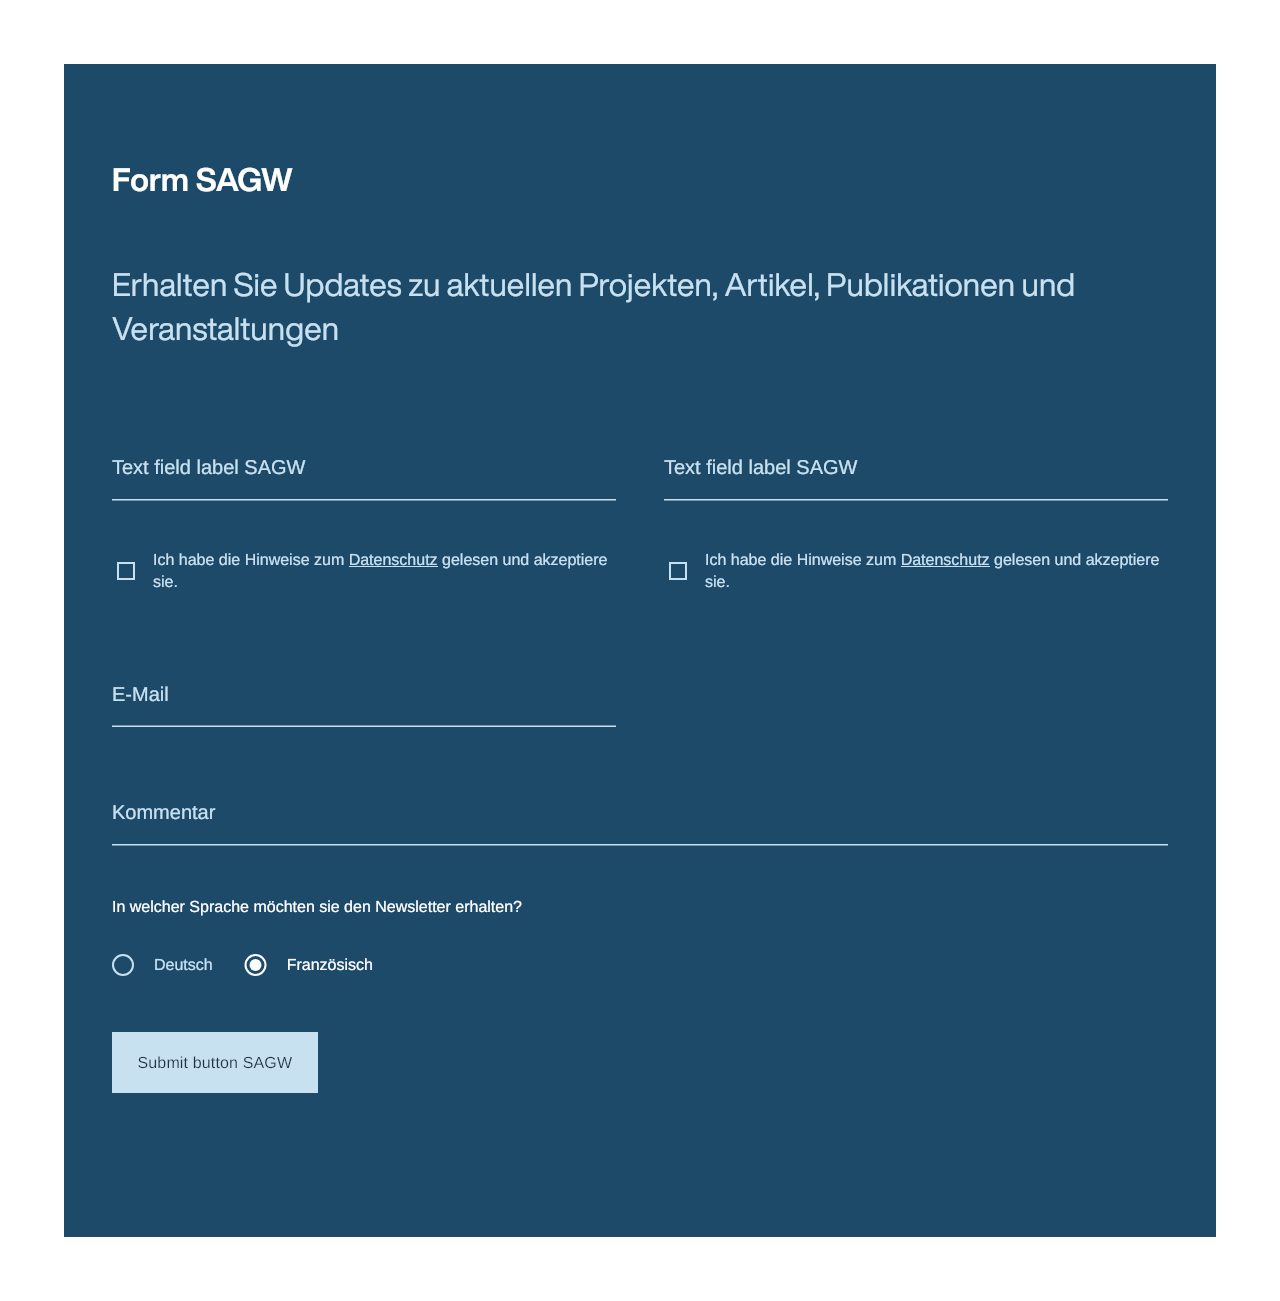 Form SAGW
Erhalten Sie Updates zu aktuellen Projekten, Artikel, Publikationen und
Veranstaltungen
Text field label SAGW
Text field label SAGW
Ich habe die Hinweise zum Datenschutz gelesen und akzeptiere
sie.
Ich habe die Hinweise zum Datenschutz gelesen und akzeptiere
sie.
E-Mail
Kommentar
In welcher Sprache möchten sie den Newsletter erhalten?
Deutsch
Französisch
Submit button SAGW